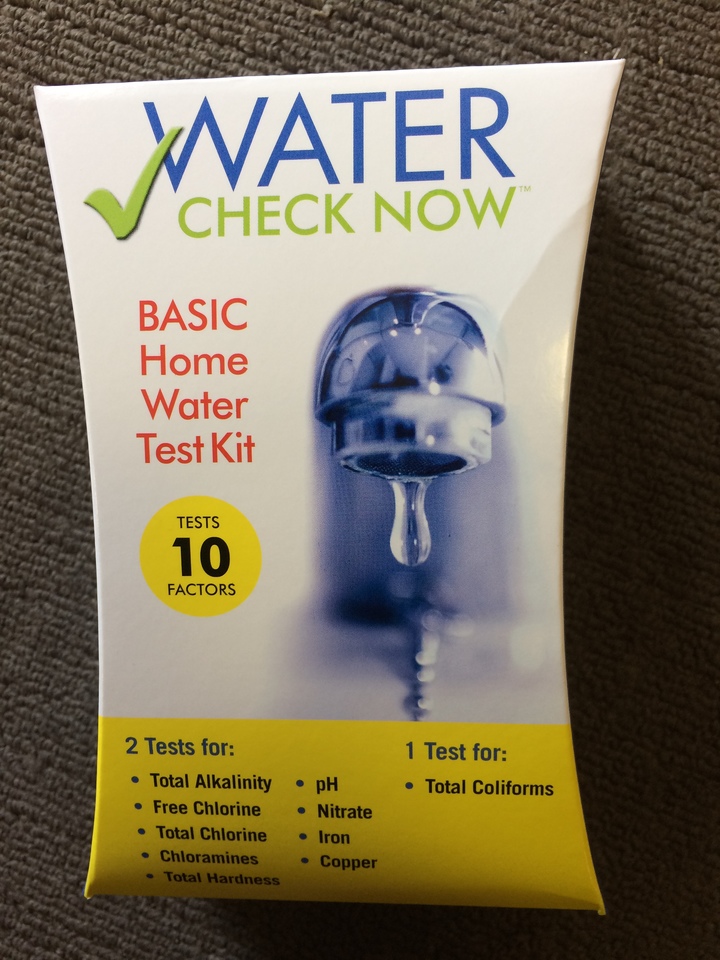 WATER
CHECK NOW™
BASIC
Home
Water
Test Kit
TESTS
10
FACTORS
2 Tests for:
• Total Alkalinity
• Free Chlorine
• Total Chlorine
• Chloramines
• Total Hardness
• pH
• Nitrate
• Iron
• Copper
1 Test for:
• Total Coliforms